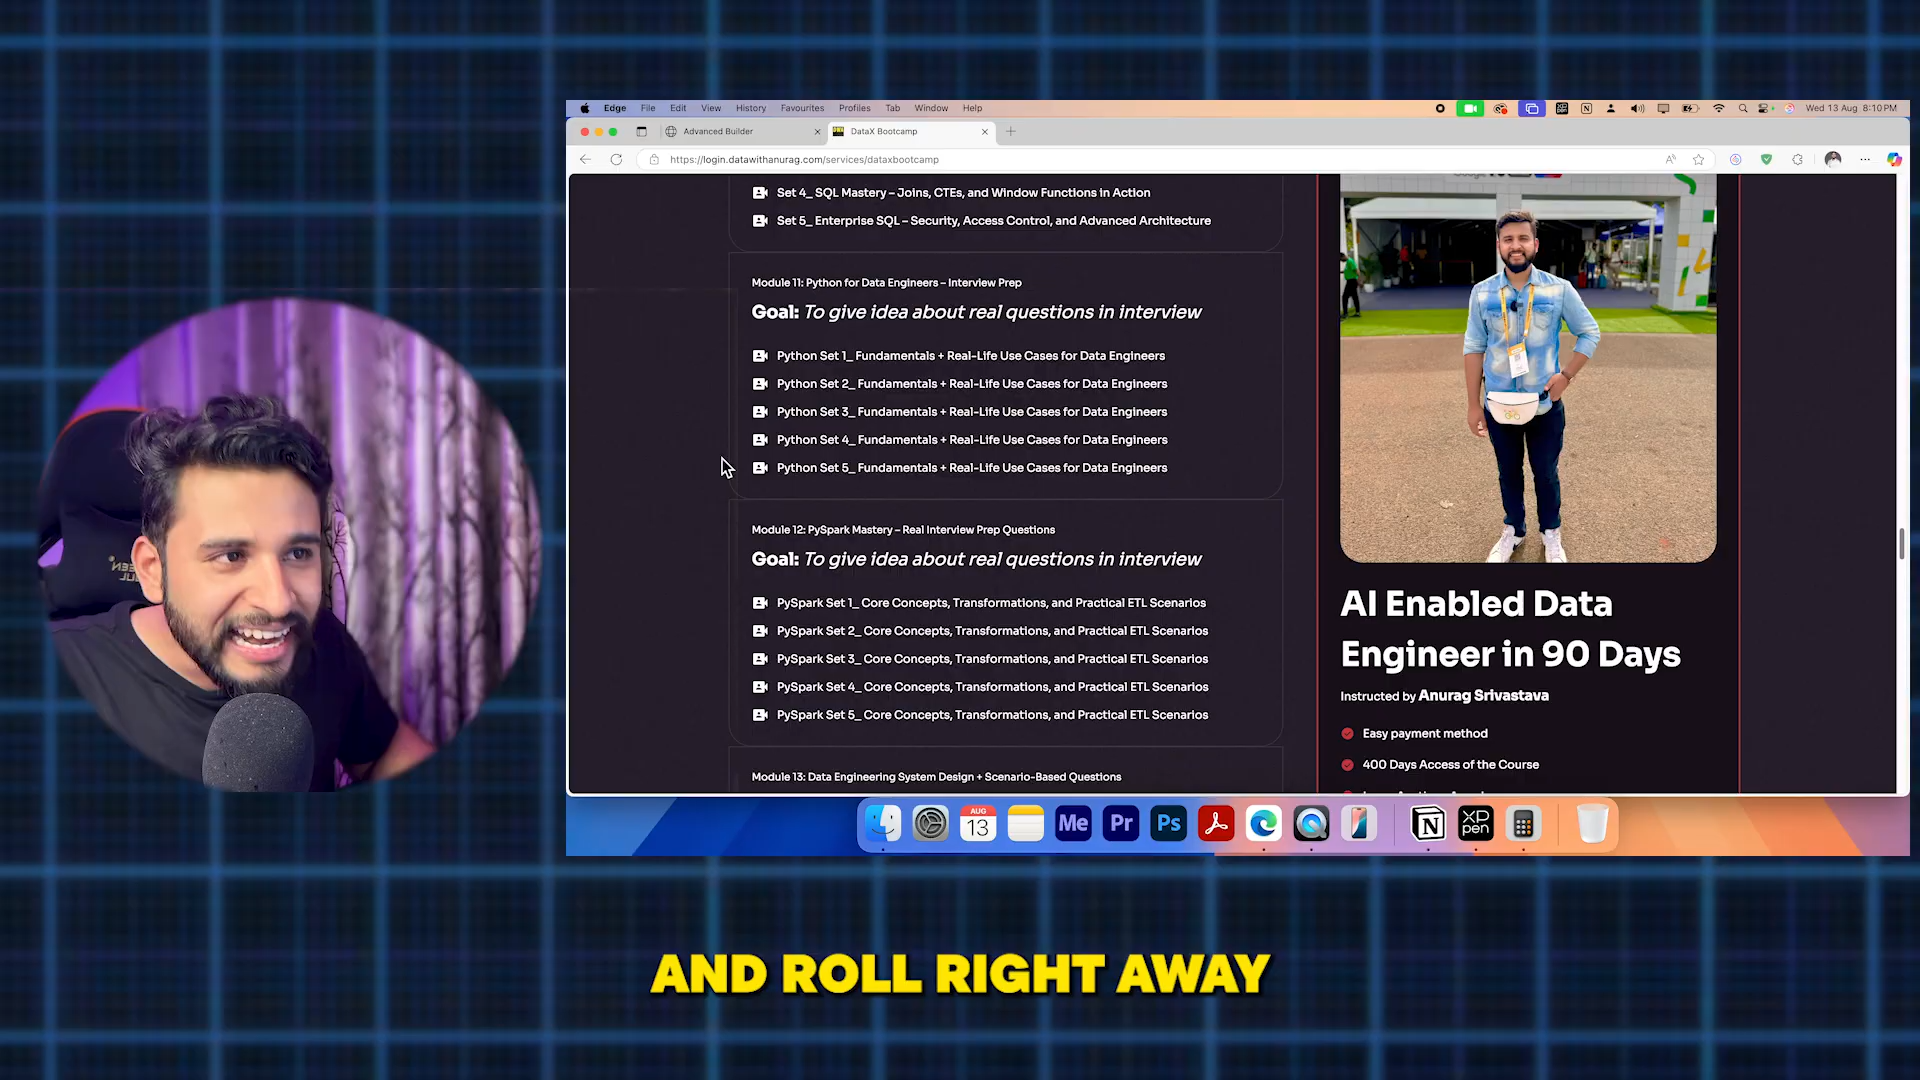 Edge File Edit View History Favourites Profiles Tab Window Help
Wed 13 Aug 8:10 PM
Advanced Builder
DataX Bootcamp
https://login.datawithanurag.com/services/dataxbootcamp
Set 4_ SQL Mastery – Joins, CTEs, and Window Functions in Action
Set 5_ Enterprise SQL – Security, Access Control, and Advanced Architecture
Module 11: Python for Data Engineers – Interview Prep
Goal: To give idea about real questions in interview
Python Set 1_ Fundamentals + Real-Life Use Cases for Data Engineers
Python Set 2_ Fundamentals + Real-Life Use Cases for Data Engineers
Python Set 3_ Fundamentals + Real-Life Use Cases for Data Engineers
Python Set 4_ Fundamentals + Real-Life Use Cases for Data Engineers
Python Set 5_ Fundamentals + Real-Life Use Cases for Data Engineers
Module 12: PySpark Mastery – Real Interview Prep Questions
Goal: To give idea about real questions in interview
PySpark Set 1_ Core Concepts, Transformations, and Practical ETL Scenarios
PySpark Set 2_ Core Concepts, Transformations, and Practical ETL Scenarios
PySpark Set 3_ Core Concepts, Transformations, and Practical ETL Scenarios
PySpark Set 4_ Core Concepts, Transformations, and Practical ETL Scenarios
PySpark Set 5_ Core Concepts, Transformations, and Practical ETL Scenarios
Module 13: Data Engineering System Design + Scenario-Based Questions
AI Enabled Data
Engineer in 90 Days
Instructed by Anurag Srivastava
Easy payment method
400 Days Access of the Course
AUG
13
Me
Pr
Ps
XP
pen
AND ROLL RIGHT AWAY